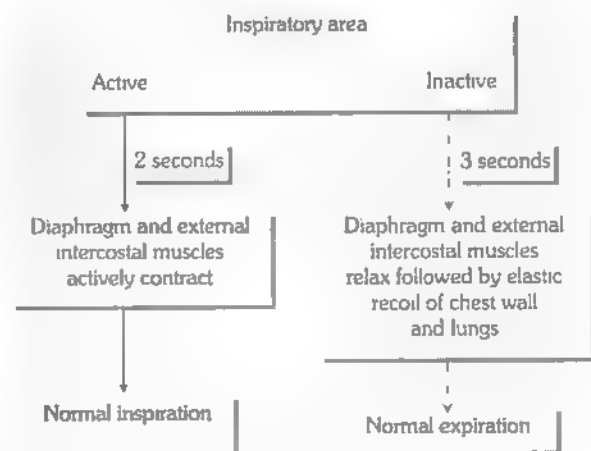 Inspiratory area
Active
Inactive
2 seconds
3 seconds
Diaphragm and external
intercostal muscles
actively contract
Diaphragm and external
intercostal muscles
relax followed by elastic
recoil of chest wall
and lungs
Normal inspiration
Normal expiration